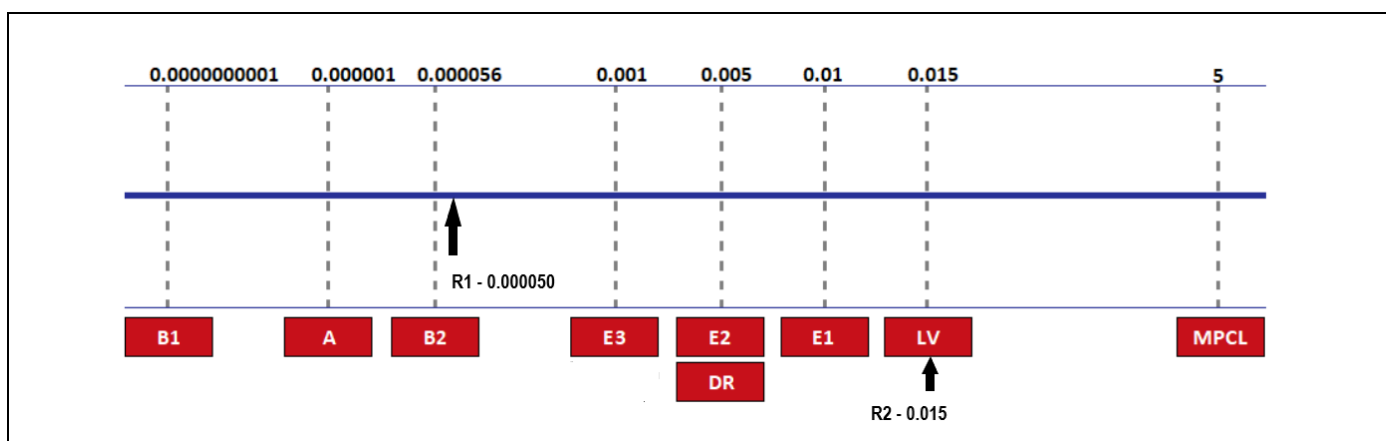 0.0000000001 0.000001 0.000056 0.001 0.005 0.01 0.015 5
R1 - 0.000050
B1 A B2 E3 E2 E1 LV MPCL
DR
R2 - 0.015